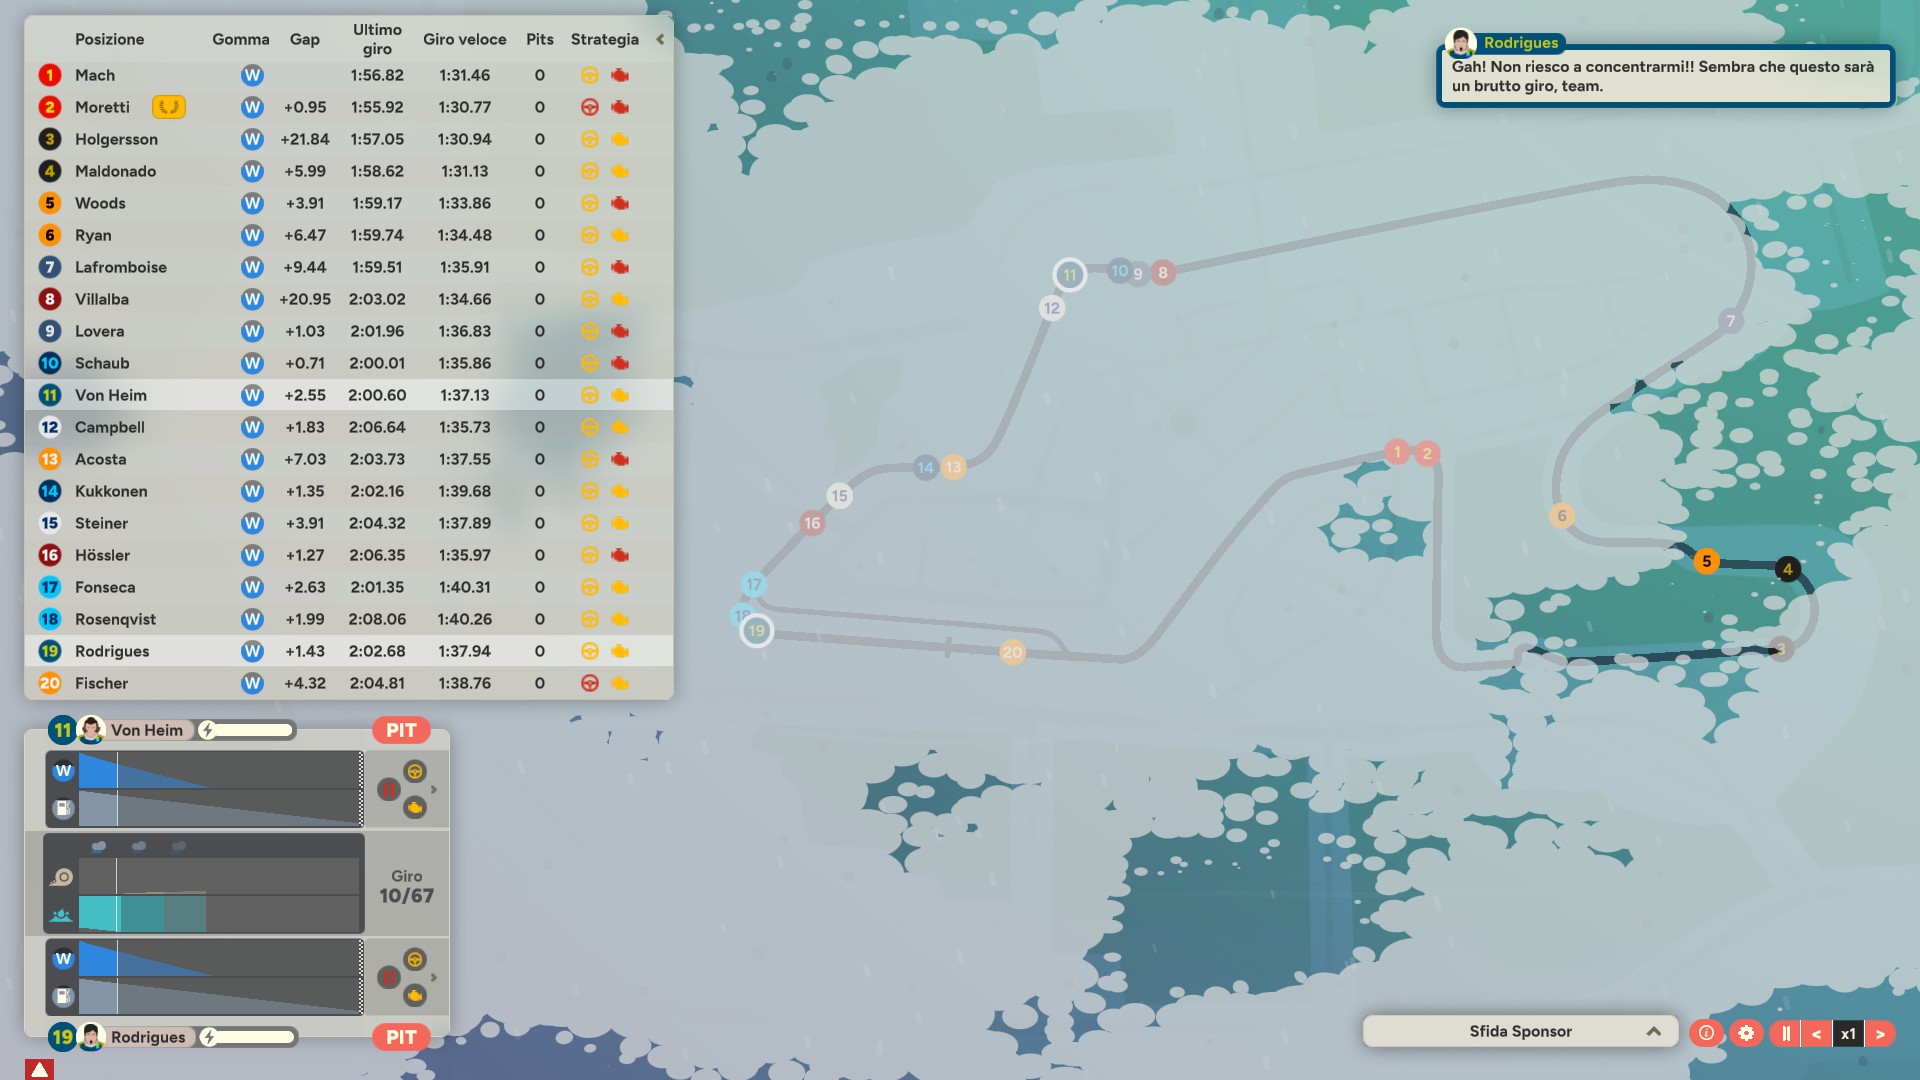 Posizione Gomma Gap Ultimo giro Giro veloce Pits Strategia
1 Mach W 1:56.82 1:31.46 0
2 Moretti W +0.95 1:55.92 1:30.77 0
3 Holgersson W +21.84 1:57.05 1:30.94 0
4 Maldonado W +5.99 1:58.62 1:31.13 0
5 Woods W +3.91 1:59.17 1:33.86 0
6 Ryan W +6.47 1:59.74 1:34.48 0
7 Lafromboise W +9.44 1:59.51 1:35.91 0
8 Villalba W +20.95 2:03.02 1:34.66 0
9 Lovera W +1.03 2:01.96 1:36.83 0
10 Schaub W +0.71 2:00.01 1:35.86 0
11 Von Heim W +2.55 2:00.60 1:37.13 0
12 Campbell W +1.83 2:06.64 1:35.73 0
13 Acosta W +7.03 2:03.73 1:37.55 0
14 Kukkonen W +1.35 2:02.16 1:39.68 0
15 Steiner W +3.91 2:04.32 1:37.89 0
16 Hössler W +1.27 2:06.35 1:35.97 0
17 Fonseca W +2.63 2:01.35 1:40.31 0
18 Rosenqvist W +1.99 2:08.06 1:40.26 0
19 Rodrigues W +1.43 2:02.68 1:37.94 0
20 Fischer W +4.32 2:04.81 1:38.76 0
Rodrigues
Gah! Non riesco a concentrarmi!! Sembra che questo sarà
un brutto giro, team.
11 10 9 8
12
7
1 2
14 13
15
16
6
5 4
17
18
19
20
3
11 Von Heim PIT
W
Giro
10/67
W
19 Rodrigues PIT
Sfida Sponsor
< x1 >